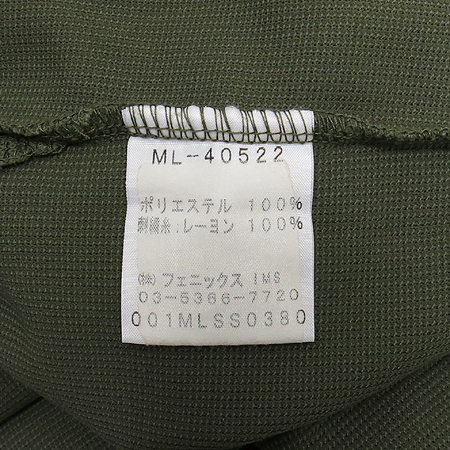 ML-40522
ポリエステル 100%
刺繍糸:レーヨン 100%
㈱フェニックス IMS
03-5366-7720
001MLSS0380